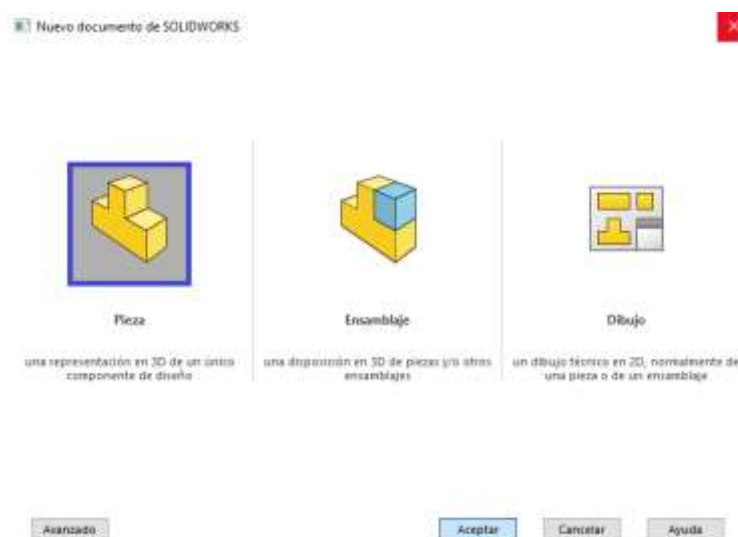 Nuevo documento de SOLIDWORKS
Pieza
una representación en 3D de un único
componente de diseño
Ensamblaje
una disposición en 3D de piezas y/o otros
ensamblajes
Dibujo
un dibujo técnico en 2D, normalmente de
una pieza o de un ensamblaje
Avanzado
Aceptar
Cancelar
Ayuda